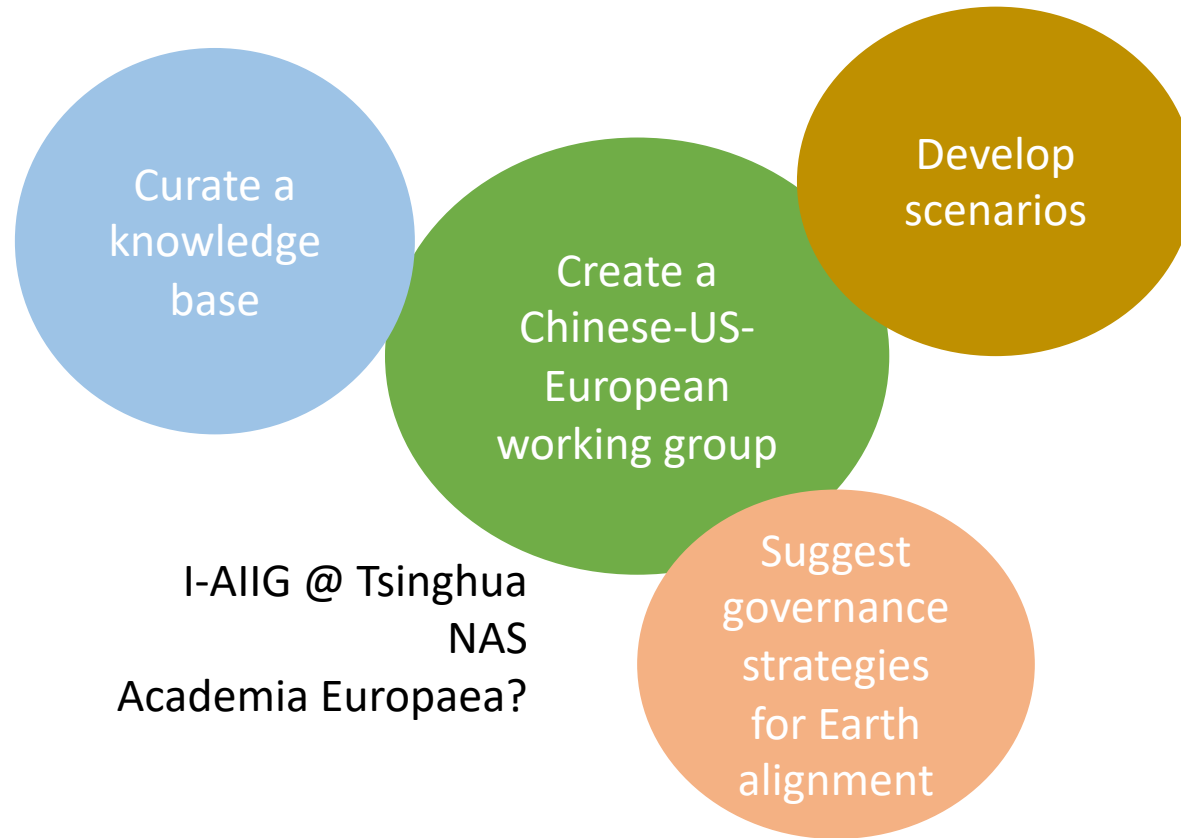 Curate a
knowledge
base
Create a
Chinese-US-
European
working group
Develop
scenarios
Suggest
governance
strategies
for Earth
alignment
I-AIIG @ Tsinghua
NAS
Academia Europaea?